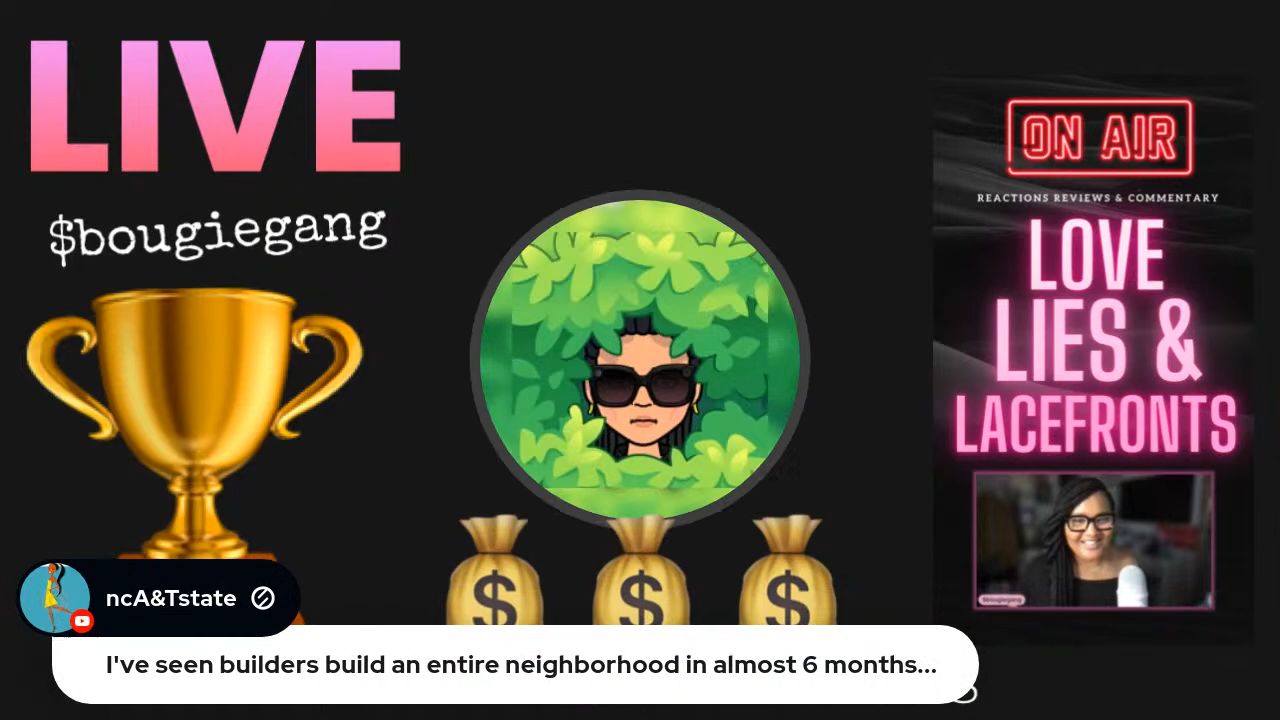 LIVE
$bougiegang
ON AIR
REACTIONS REVIEWS & COMMENTARY
LOVE
LIES &
LACEFRONTS
$
$
$
ncA&Tstate
I've seen builders build an entire neighborhood in almost 6 months...